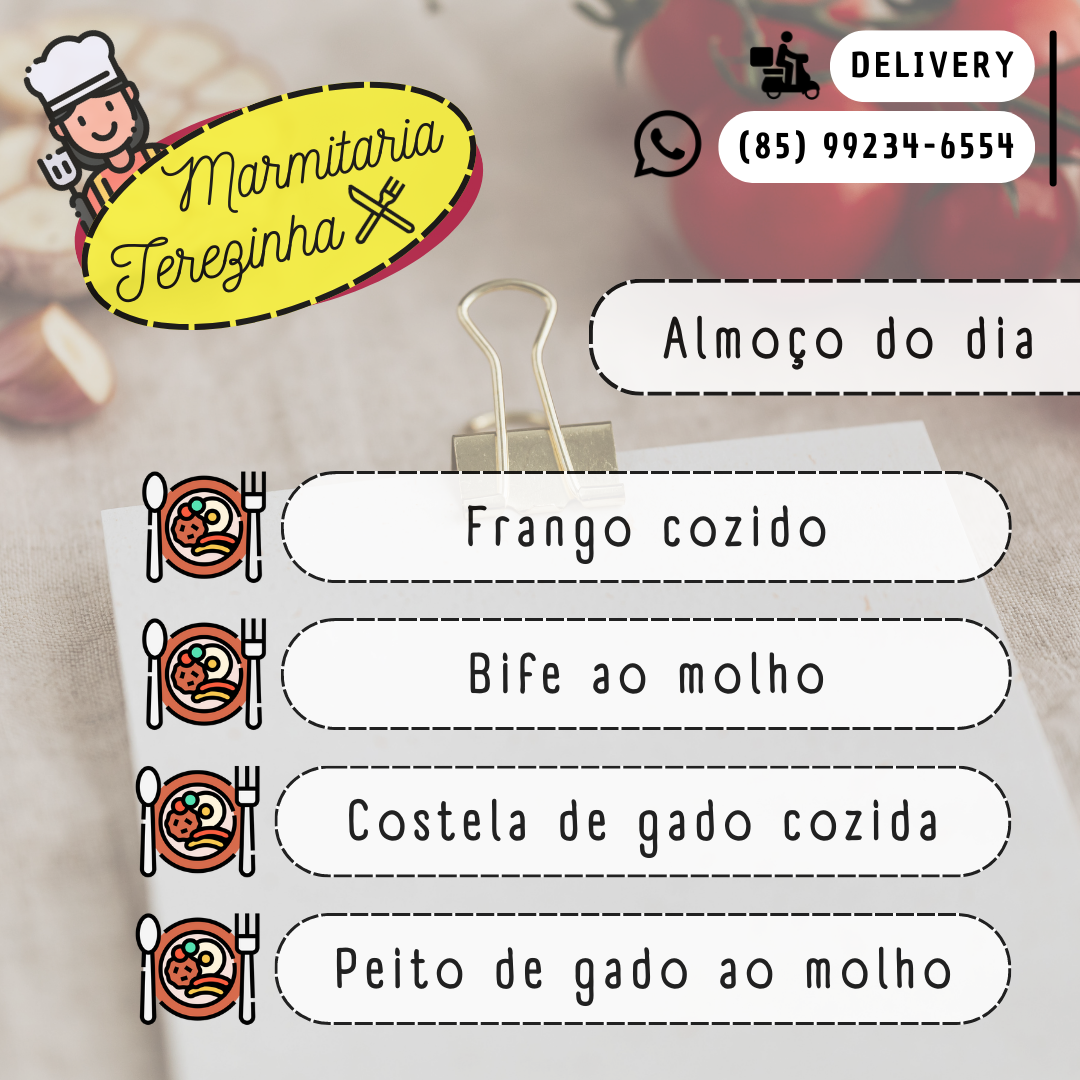 Marmitaria
Terezinha
DELIVERY
(85) 99234-6554
Almoço do dia
Frango cozido
Bife ao molho
Costela de gado cozida
Peito de gado ao molho